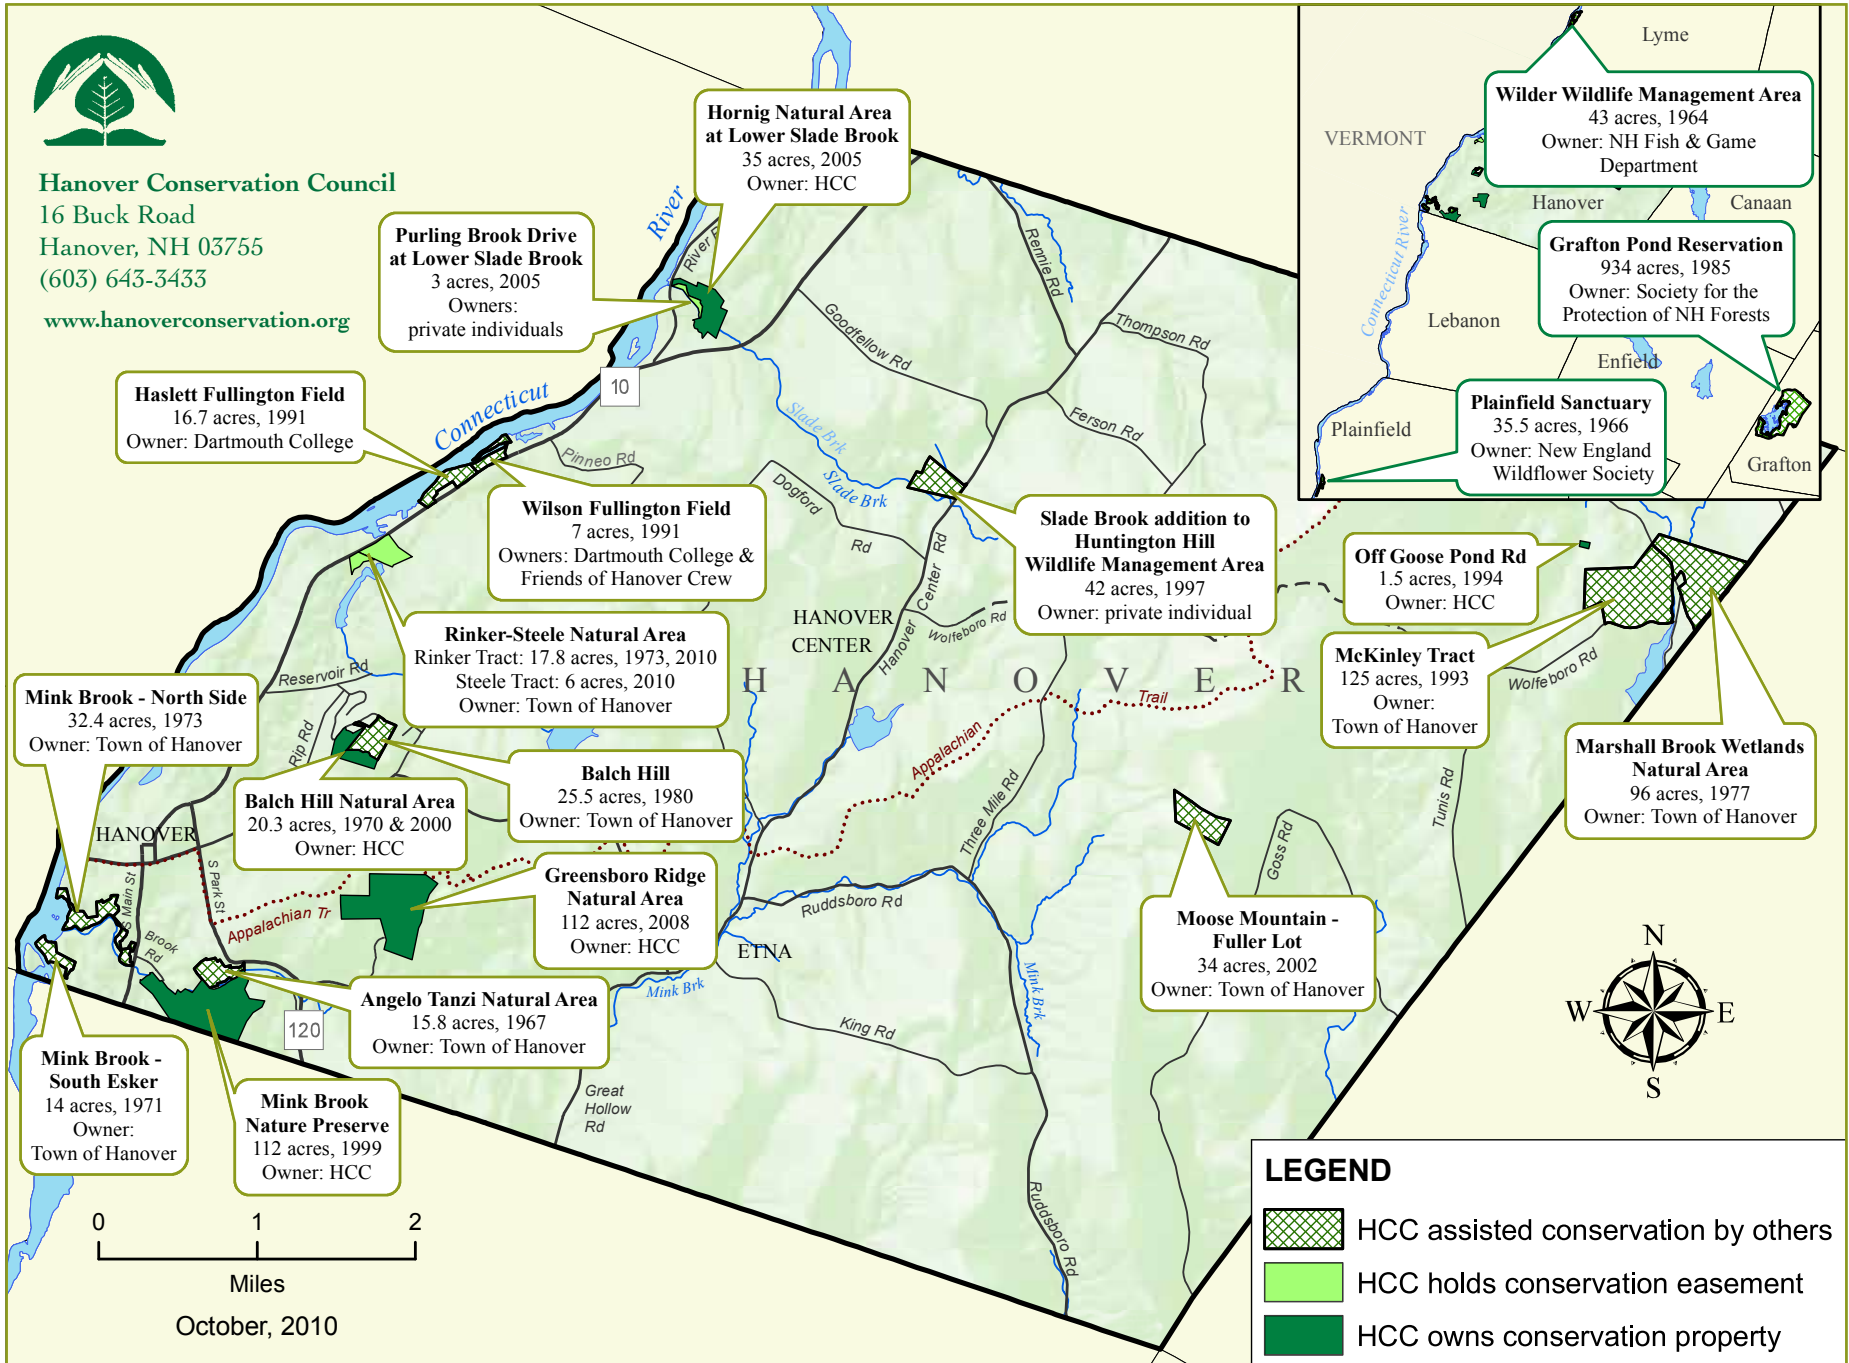 Hanover Conservation Council
16 Buck Road
Hanover, NH 03755
(603) 643-3433
www.hanoverconservation.org
Hornig Natural Area
at Lower Slade Brook
35 acres, 2005
Owner: HCC
Purling Brook Drive
at Lower Slade Brook
3 acres, 2005
Owners:
private individuals
Haslett Fullington Field
16.7 acres, 1991
Owner: Dartmouth College
Wilson Fullington Field
7 acres, 1991
Owners: Dartmouth College &
Friends of Hanover Crew
Rinker-Steele Natural Area
Rinker Tract: 17.8 acres, 1973, 2010
Steele Tract: 6 acres, 2010
Owner: Town of Hanover
Mink Brook - North Side
32.4 acres, 1973
Owner: Town of Hanover
Balch Hill
25.5 acres, 1980
Owner: Town of Hanover
Balch Hill Natural Area
20.3 acres, 1970 & 2000
Owner: HCC
Greensboro Ridge
Natural Area
112 acres, 2008
Owner: HCC
Angelo Tanzi Natural Area
15.8 acres, 1967
Owner: Town of Hanover
Mink Brook -
South Esker
14 acres, 1971
Owner:
Town of Hanover
Mink Brook
Nature Preserve
112 acres, 1999
Owner: HCC
Slade Brook addition to
Huntington Hill
Wildlife Management Area
42 acres, 1997
Owner: private individual
Off Goose Pond Rd
1.5 acres, 1994
Owner: HCC
McKinley Tract
125 acres, 1993
Owner:
Town of Hanover
Marshall Brook Wetlands
Natural Area
96 acres, 1977
Owner: Town of Hanover
Moose Mountain -
Fuller Lot
34 acres, 2002
Owner: Town of Hanover
Wilder Wildlife Management Area
43 acres, 1964
Owner: NH Fish & Game
Department
Grafton Pond Reservation
934 acres, 1985
Owner: Society for the
Protection of NH Forests
Plainfield Sanctuary
35.5 acres, 1966
Owner: New England
Wildflower Society
Lyme
VERMONT
Hanover
Canaan
Connecticut River
Lebanon
Enfield
Plainfield
Grafton
Connecticut
River
River
10
Rennie Rd
Goodfellow Rd
Thompson Rd
Ferson Rd
Slade Brk
Slade Brk
Pinneo Rd
Dogford
Rd
Hanover Center Rd
HANOVER
CENTER
Wolfeboro Rd
Wolfeboro Rd
Reservoir Rd
Rip Rd
HANOVER
HANOVER
S Main St
S Park St
Brook
Rd
Appalachian Tr
Appalachian
Trail
Three Mile Rd
Tunis Rd
Goss Rd
Ruddsboro Rd
ETNA
Mink Brk
Mink Brk
King Rd
120
Great
Hollow
Rd
Ruddsboro Rd
N
W
E
S
0 1 2
Miles
October, 2010
LEGEND
HCC assisted conservation by others
HCC holds conservation easement
HCC owns conservation property